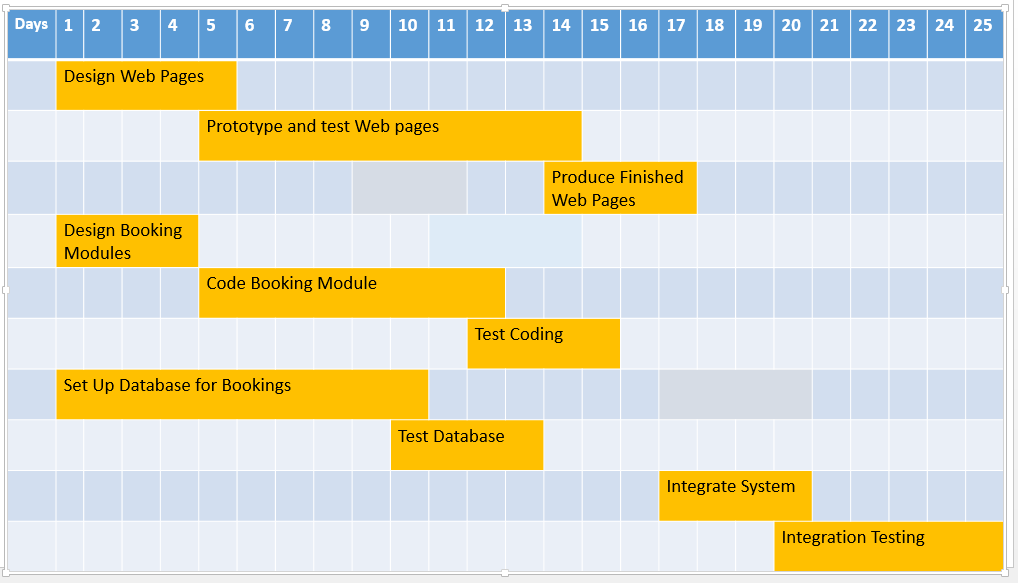 Days 1 2 3 4 5 6 7 8 9 10 11 12 13 14 15 16 17 18 19 20 21 22 23 24 25
Design Web Pages
Prototype and test Web pages
Produce Finished
Web Pages
Design Booking
Modules
Code Booking Module
Test Coding
Set Up Database for Bookings
Test Database
Integrate System
Integration Testing